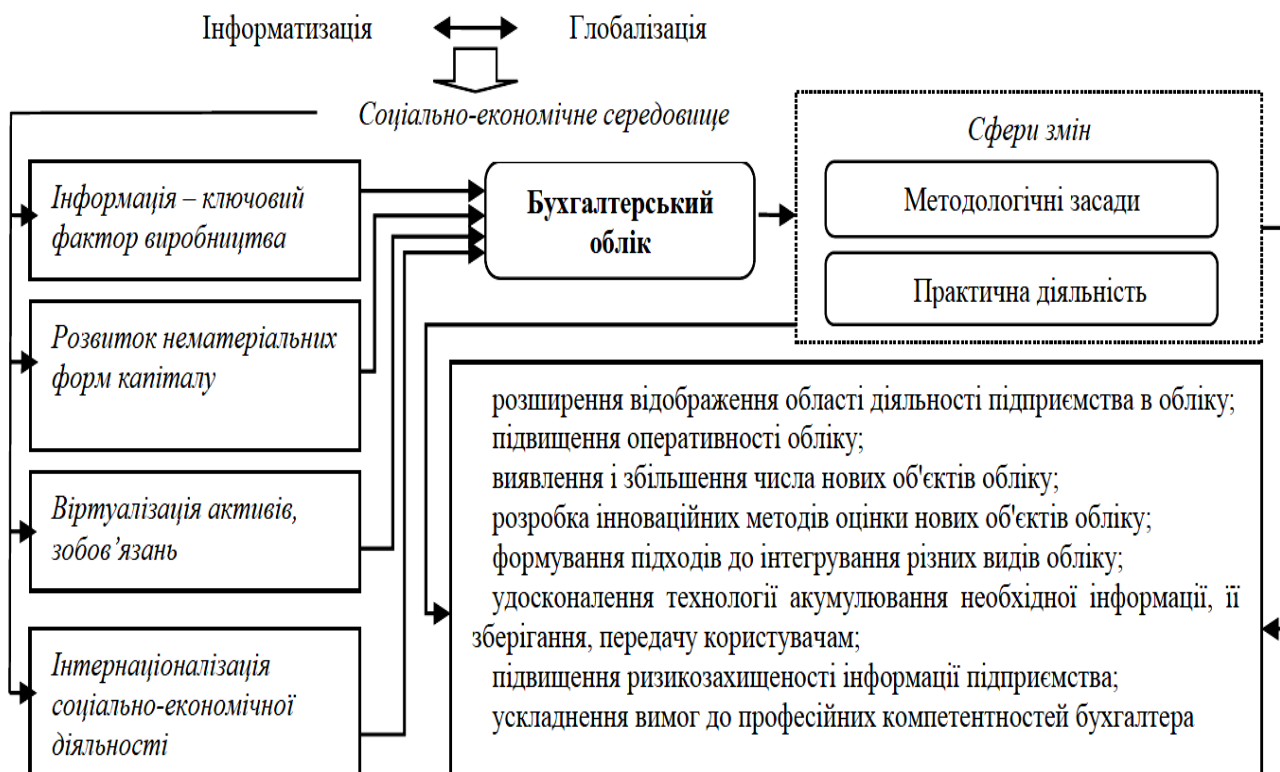 Інформатизація Глобалізація
Соціально-економічне середовище
Інформація – ключовий
фактор виробництва
Розвиток нематеріальних
форм капіталу
Віртуалізація активів,
зобов’язань
Інтернаціоналізація
соціально-економічної
діяльності
Бухгалтерський
облік
Сфери змін
Методологічні засади
Практична діяльність
розширення відображення області діяльності підприємства в обліку;
підвищення оперативності обліку;
виявлення і збільшення числа нових об'єктів обліку;
розробка інноваційних методів оцінки нових об'єктів обліку;
формування підходів до інтегрування різних видів обліку;
удосконалення технології акумулювання необхідної інформації, її
зберігання, передачу користувачам;
підвищення ризикозахищеності інформації підприємства;
ускладнення вимог до професійних компетентностей бухгалтера